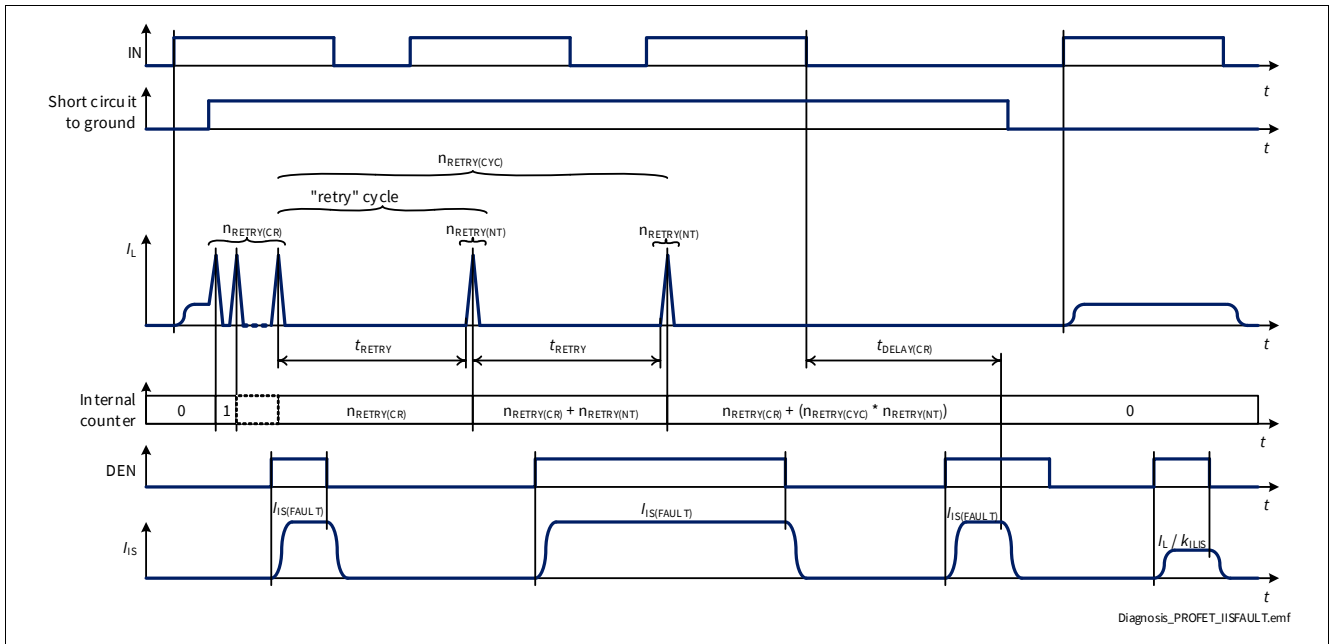 IN
t
Short circuit
to ground
t
nRETRY(CYC)
"retry" cycle
nRETRY(CR)
nRETRY(NT)
nRETRY(NT)
IL
t
tRETRY
tRETRY
tDELAY(CR)
Internal
counter
0
1
nRETRY(CR)
nRETRY(CR) + nRETRY(NT)
nRETRY(CR) + (nRETRY(CYC) * nRETRY(NT))
0
t
DEN
t
IIS(FAULT)
IIS(FAULT)
IIS(FAULT)
IL / kILIS
IIS
t
Diagnosis_PROFET_IISFAULT.emf